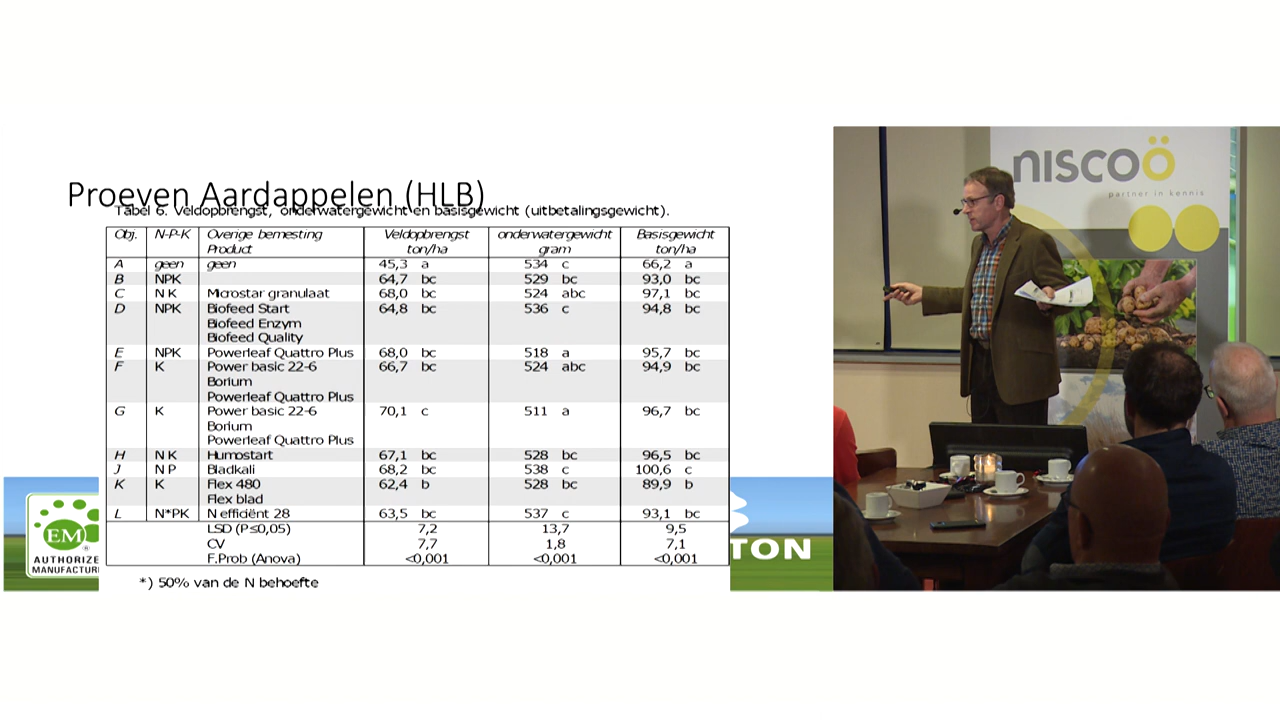 Proeven Aardappelen (HLB)
Tabel 6. Veldopbrengst, onderwatergewicht en basisgewicht (uitbetalingsgewicht).
Obj. N-P-K Overige bemesting Veldopbrengst onderwatergewicht Basisgewicht
Product ton/ha gram ton/ha
A geen geen 45,3 a 534 c 66,2 a
B NPK 64,7 bc 529 bc 93,0 bc
C N K Microstar granulaat 68,0 bc 524 abc 97,1 bc
D NPK Biofeed Start 64,8 bc 536 c 94,8 bc
Biofeed Enzym
Biofeed Quality
E NPK Powerleaf Quattro Plus 68,0 bc 518 a 95,7 bc
F K Power basic 22-6 66,7 bc 524 abc 94,9 bc
Borium
Powerleaf Quattro Plus
G K Power basic 22-6 70,1 c 511 a 96,7 bc
Borium
Powerleaf Quattro Plus
H N K Humostart 67,1 bc 528 bc 96,5 bc
J N P Bladkali 68,2 bc 538 c 100,6 c
K K Flex 480 62,4 b 528 bc 89,9 b
Flex blad
L N*PK N efficiënt 28 63,5 bc 537 c 93,1 bc
LSD (P≤0,05) 7,2 13,7 9,5
CV 7,7 1,8 7,1
F.Prob (Anova) <0,001 <0,001 <0,001
*) 50% van de N behoefte
EM
®
AUTHORIZE
MANUFACTUR
TON
niscoö
partner in kennis